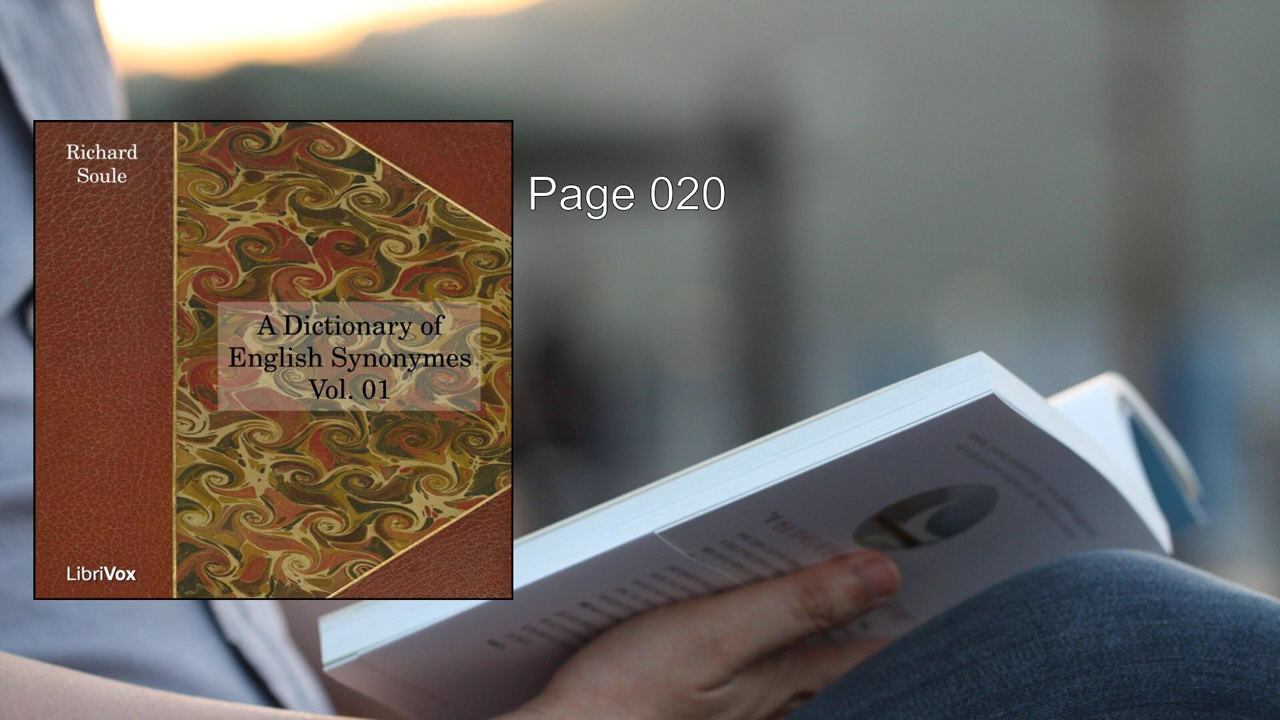 Richard
Soule
A Dictionary of
English Synonymes
Vol. 01
LibriVox
Page 020